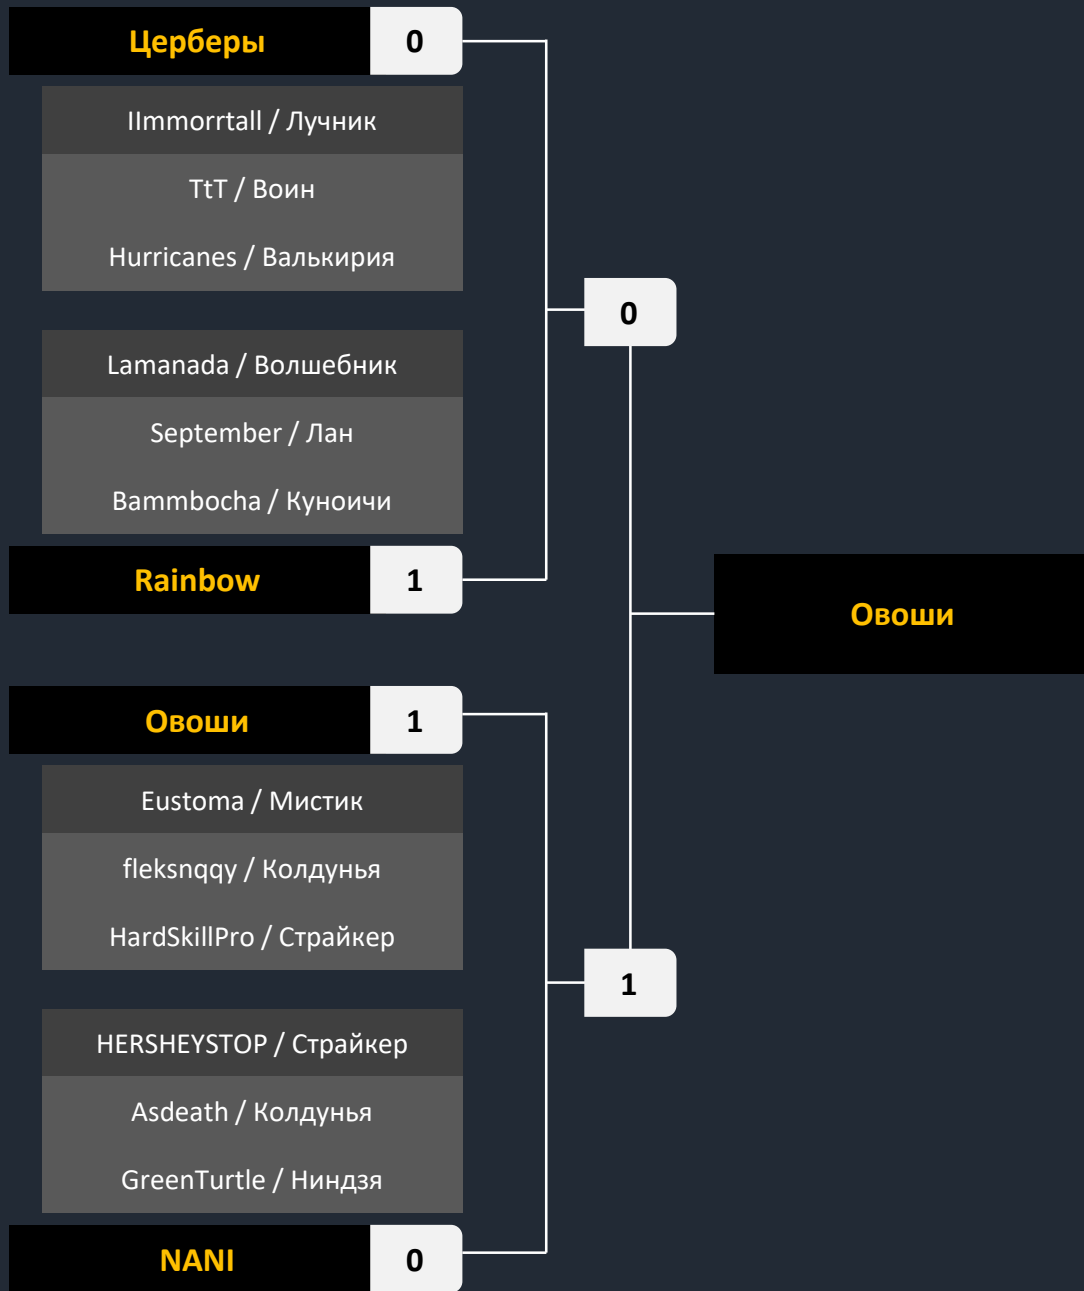 Церберы 0
IImmorrtall / Лучник
TtT / Воин
Hurricanes / Валькирия
0
Lamanada / Волшебник
September / Лан
Bammbocha / Куноичи
Rainbow 1
Овоши
Овоши 1
Eustoma / Мистик
fleksnqqy / Колдунья
HardSkillPro / Страйкер
1
HERSHEYSTOP / Страйкер
Asdeath / Колдунья
GreenTurtle / Ниндзя
NANI 0